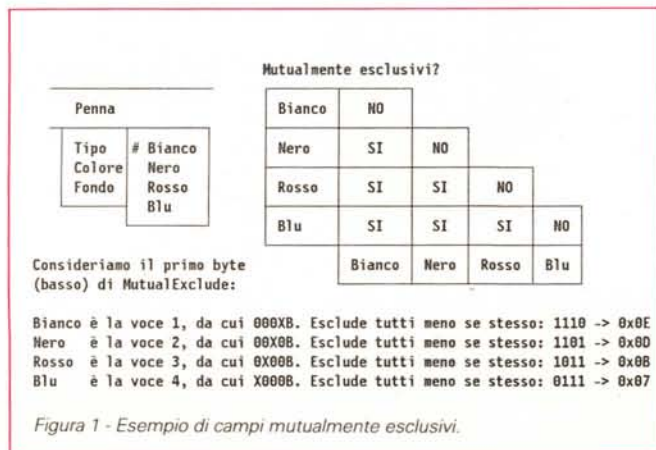 Mutualmente esclusivi?
Penna
Tipo # Bianco
Colore Nero
Fondo Rosso
Blu
Bianco NO
Nero SI NO
Rosso SI SI NO
Blu SI SI SI NO
Bianco Nero Rosso Blu
Consideriamo il primo byte
(basso) di MutualExclude:
Bianco è la voce 1, da cui 000XB. Esclude tutti meno se stesso: 1110 -> 0x0E
Nero è la voce 2, da cui 00X0B. Esclude tutti meno se stesso: 1101 -> 0x0D
Rosso è la voce 3, da cui 0X00B. Esclude tutti meno se stesso: 1011 -> 0x0B
Blu è la voce 4, da cui X000B. Esclude tutti meno se stesso: 0111 -> 0x07
Figura 1 - Esempio di campi mutualmente esclusivi.